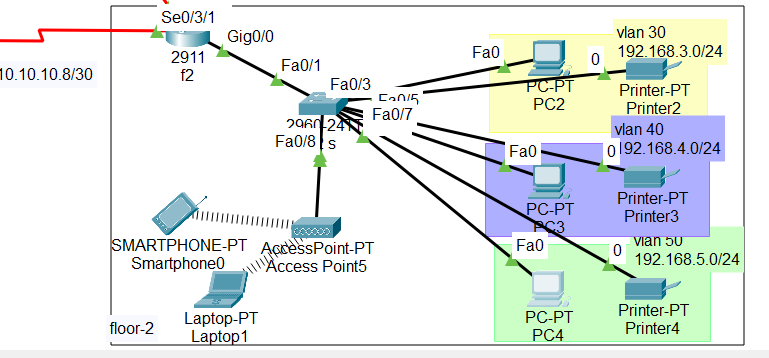 Se0/3/1
Gig0/0
10.10.10.8/30
2911
f2
Fa0/1
Fa0/3
Fa0/5
Fa0/7
Fa0/8
s
Fa0
0
vlan 30
192.168.3.0/24
PC-PT
PC2
Printer-PT
Printer2
Fa0
0
vlan 40
192.168.4.0/24
PC-PT
PC3
Printer-PT
Printer3
Fa0
0
vlan 50
192.168.5.0/24
PC-PT
PC4
Printer-PT
Printer4
SMARTPHONE-PT
Smartphone0
AccessPoint-PT
Access Point5
Laptop-PT
Laptop1
floor-2